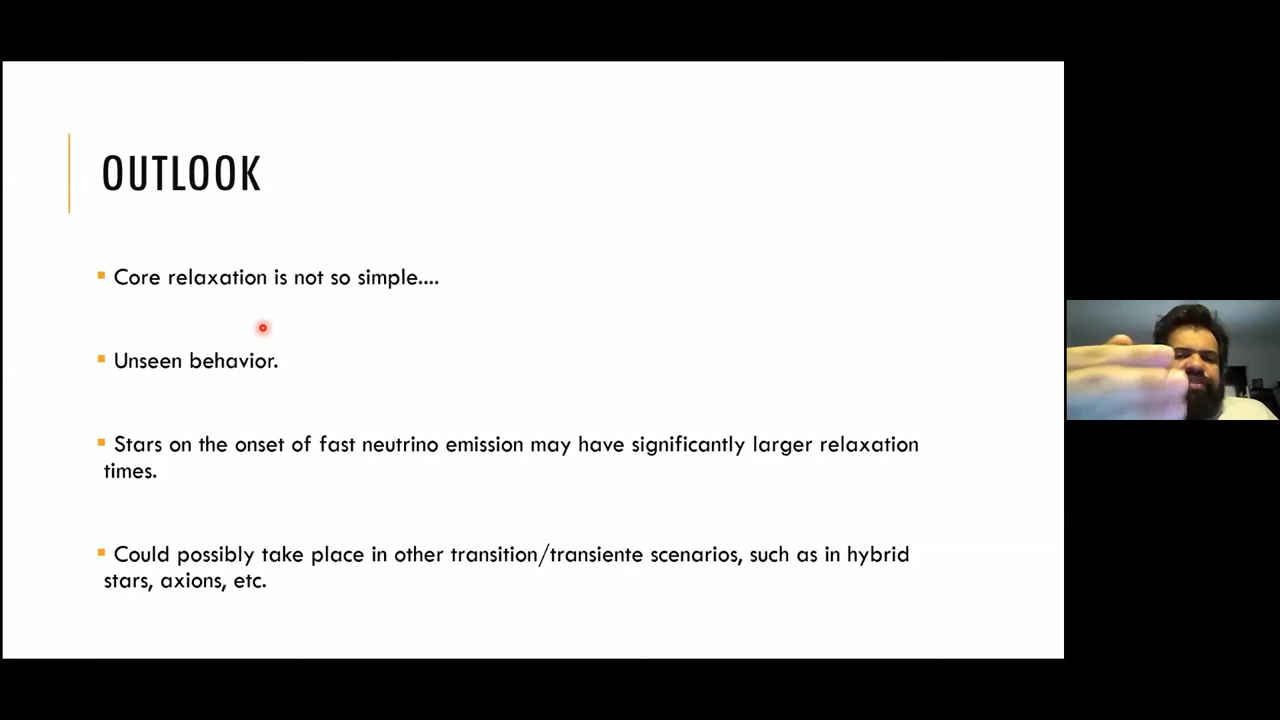 OUTLOOK
Core relaxation is not so simple....
Unseen behavior.
Stars on the onset of fast neutrino emission may have significantly larger relaxation
times.
Could possibly take place in other transition/transiente scenarios, such as in hybrid
stars, axions, etc.